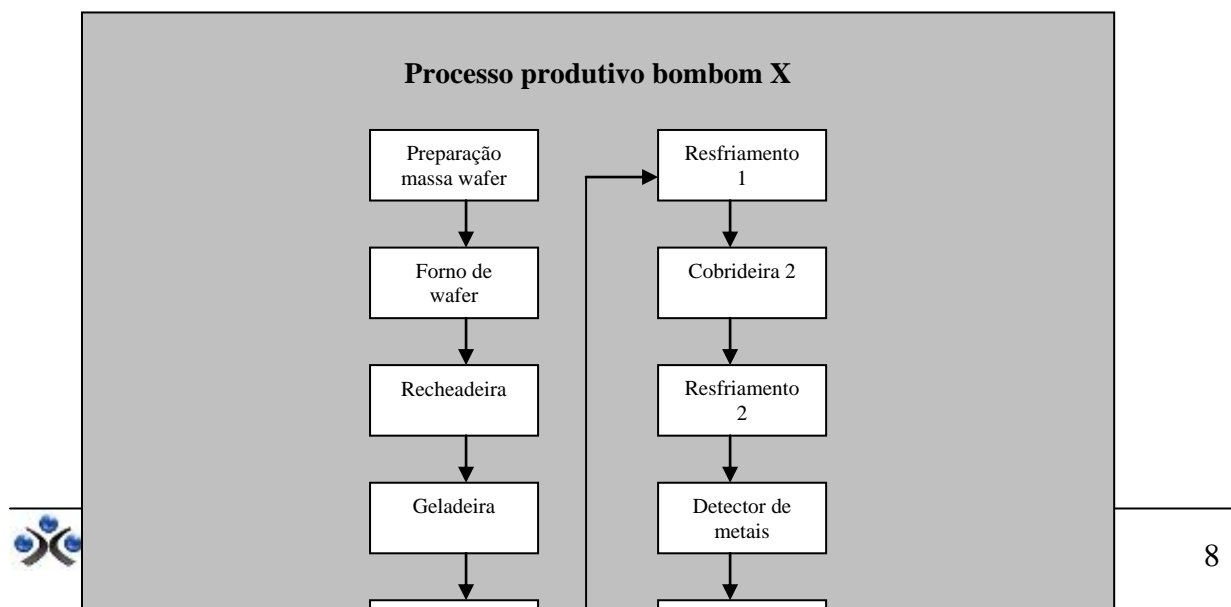 Processo produtivo bombom X
Preparação
massa wafer
Forno de
wafer
Recheadeira
Geladeira
Resfriamento
1
Cobrideira 2
Resfriamento
2
Detector de
metais
8